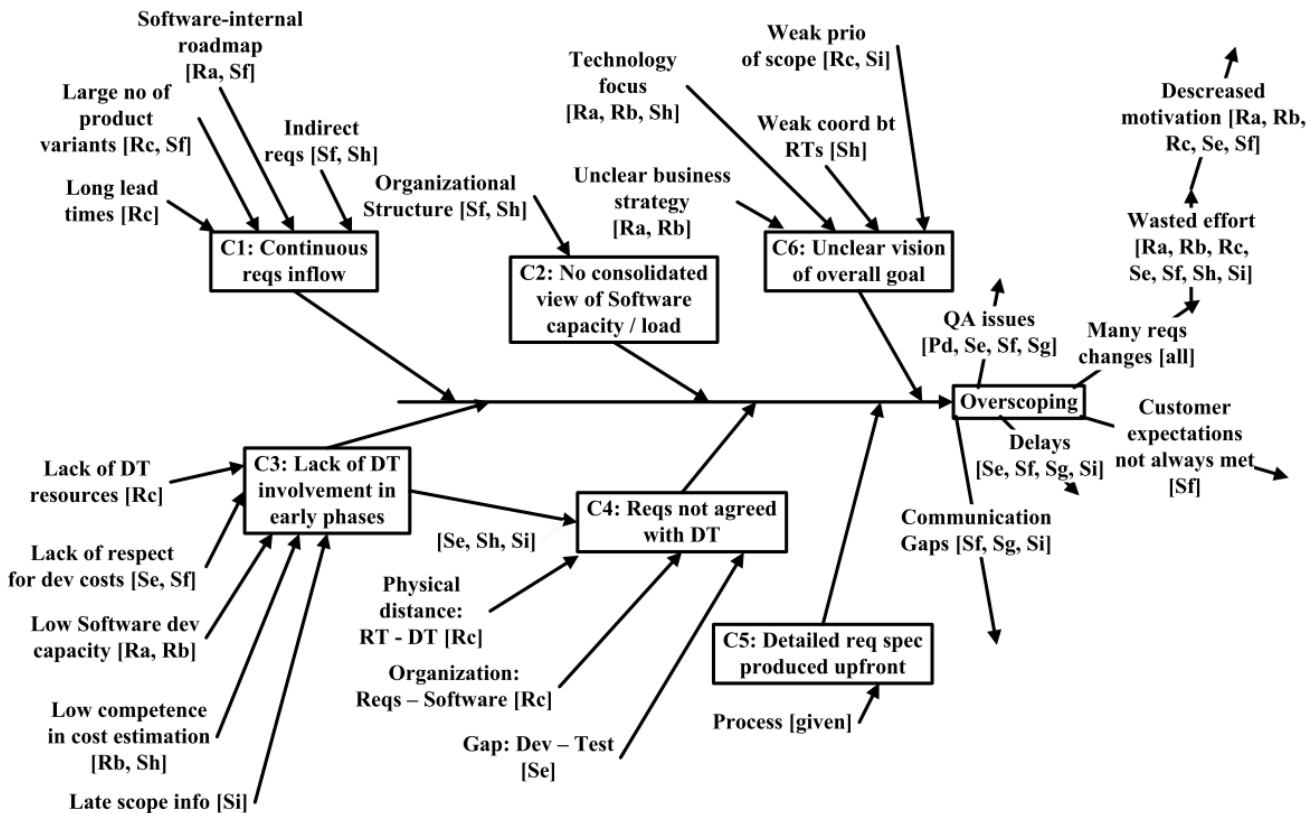 Software-internal
roadmap
[Ra, Sf]
Large no of
product
variants [Rc, Sf]
Long lead
times [Rc]
Indirect
reqs [Sf, Sh]
C1: Continuous
reqs inflow
Organizational
Structure [Sf, Sh]
C2: No consolidated
view of Software
capacity / load
Weak prio
of scope [Rc, Si]
Technology
focus
[Ra, Rb, Sh]
Weak coord bt
RTs [Sh]
Unclear business
strategy
[Ra, Rb]
C6: Unclear vision
of overall goal
Descreased
motivation [Ra, Rb,
Rc, Se, Sf]
Wasted effort
[Ra, Rb, Rc,
Se, Sf, Sh, Si]
QA issues
[Pd, Se, Sf, Sg]
Many reqs
changes [all]
Overscoping
Customer
expectations
not always met
[Sf]
Delays
[Se, Sf, Sg, Si]
Communication
Gaps [Sf, Sg, Si]
Lack of DT
resources [Rc]
C3: Lack of DT
involvement in
early phases
Lack of respect
for dev costs [Se, Sf]
Low Software dev
capacity [Ra, Rb]
Low competence
in cost estimation
[Rb, Sh]
Late scope info [Si]
[Se, Sh, Si]
C4: Reqs not agreed
with DT
Physical
distance:
RT - DT [Rc]
Organization:
Reqs – Software [Rc]
Gap: Dev – Test
[Se]
C5: Detailed req spec
produced upfront
Process [given]